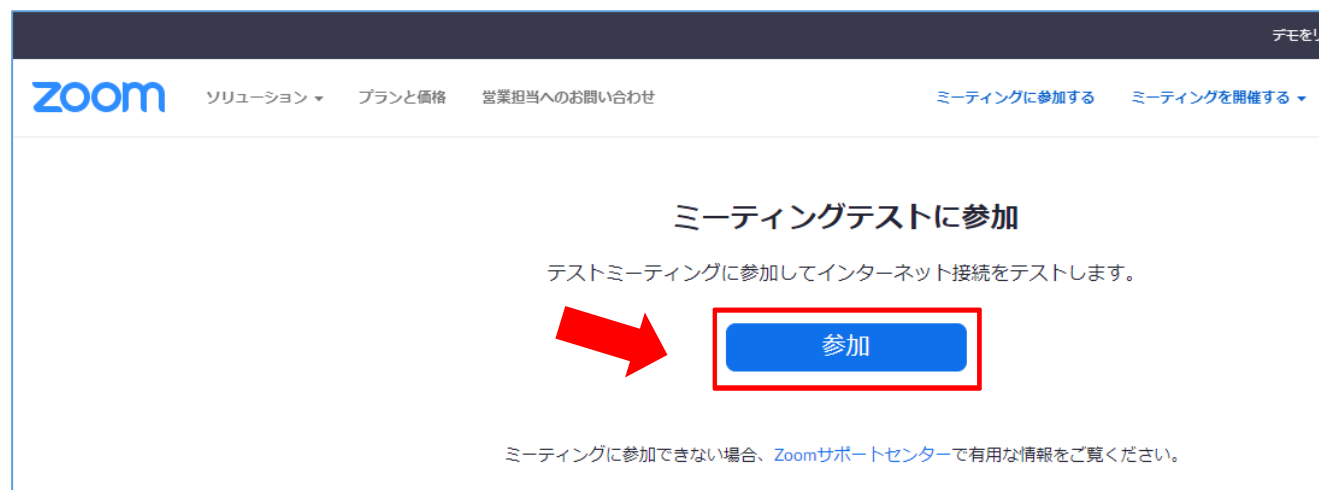 デモをリ
zoom ソリューション プランと価格 営業担当へのお問い合わせ ミーティングに参加する ミーティングを開催する
ミーティングテストに参加
テストミーティングに参加してインターネット接続をテストします。
参加
ミーティングに参加できない場合、Zoomサポートセンターで有用な情報をご覧ください。